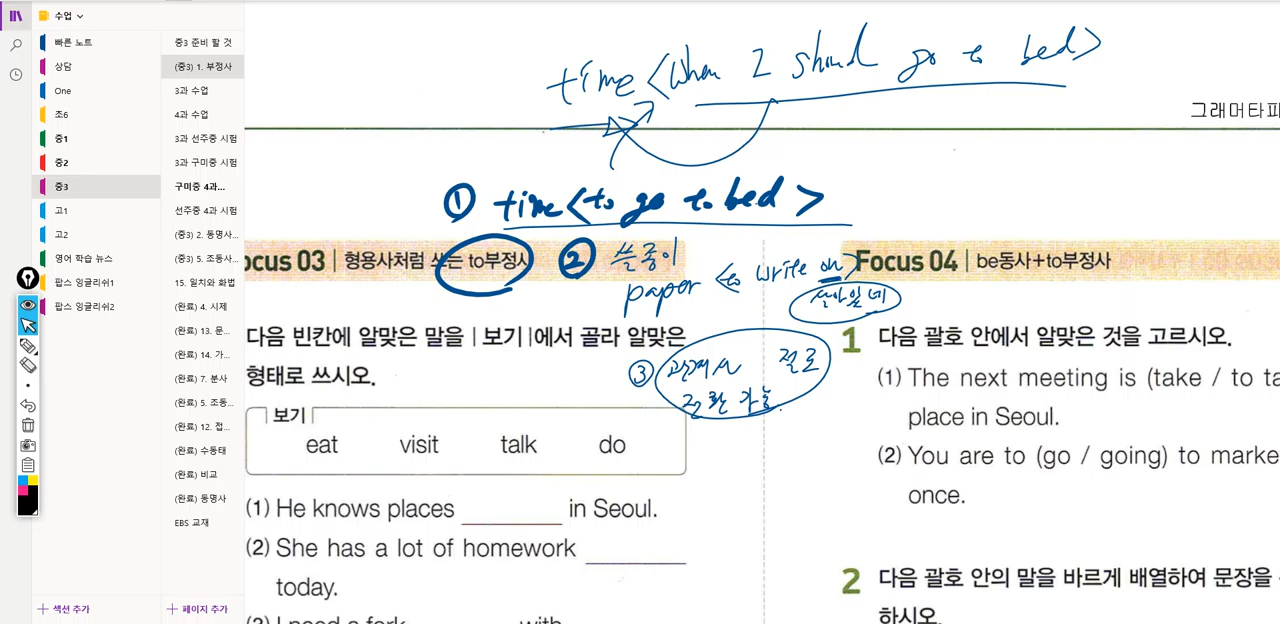 수업
빠른 노트
상담
One
초6
중1
중2
중3
고1
고2
영어 학습 뉴스
팝스 잉글리쉬1
팝스 잉글리쉬2
+ 섹션 추가
중3 준비 할 것
(중3) 1. 부정사
3과 수업
4과 수업
3과 선주중 시험
3과 구미중 시험
구미중 4과...
선주중 4과 시험
(중3) 2. 동명사...
(중3) 5. 조동사...
15. 일치와 화법
(완료) 4. 시제
(완료) 13. 문...
(완료) 14. 가...
(완료) 7. 분사
(완료) 5. 조동...
(완료) 12. 접...
(완료) 수동태
(완료) 비교
(완료) 동명사
EBS 교재
+ 페이지 추가
time <when I should go to bed>
그래머타피
① time <to go to bed>
ocus 03 | 형용사처럼 쓰는 to부정사
② 쓸 종이
paper <to write on>
살아있네
③ 관계사 절로
전환 가능.
다음 빈칸에 알맞은 말을 | 보기 |에서 골라 알맞은
형태로 쓰시오.
보기
eat visit talk do
(1) He knows places ________ in Seoul.
(2) She has a lot of homework ________
today.
(3) I need a fork ________ with
Focus 04 | be동사+to부정사
1 다음 괄호 안에서 알맞은 것을 고르시오.
(1) The next meeting is (take / to ta
place in Seoul.
(2) You are to (go / going) to marke
once.
2 다음 괄호 안의 말을 바르게 배열하여 문장을
하시오.